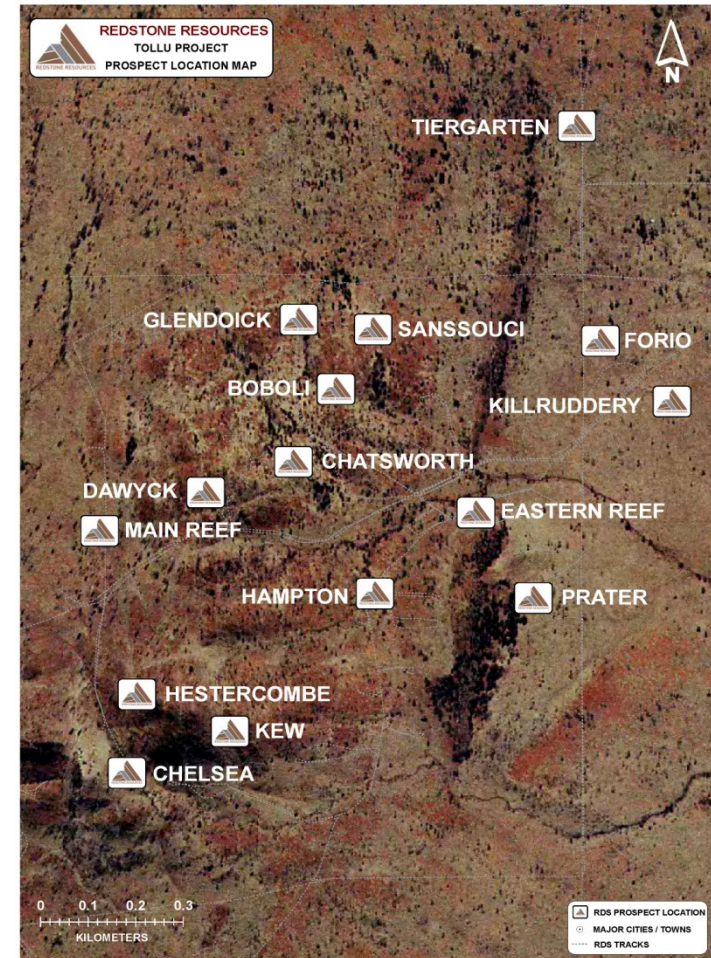 REDSTONE RESOURCES
TOLLU PROJECT
PROSPECT LOCATION MAP
REDSTONE RESOURCES
N
TIERGARTEN
GLENDOICK
SANSSOUCI
FORIO
BOBOLI
KILLRUDDERY
CHATSWORTH
DAWYCK
EASTERN REEF
MAIN REEF
HAMPTON
PRATER
HESTERCOMBE
KEW
CHELSEA
0 0.1 0.2 0.3
KILOMETERS
RDS PROSPECT LOCATION
MAJOR CITIES / TOWNS
RDS TRACKS